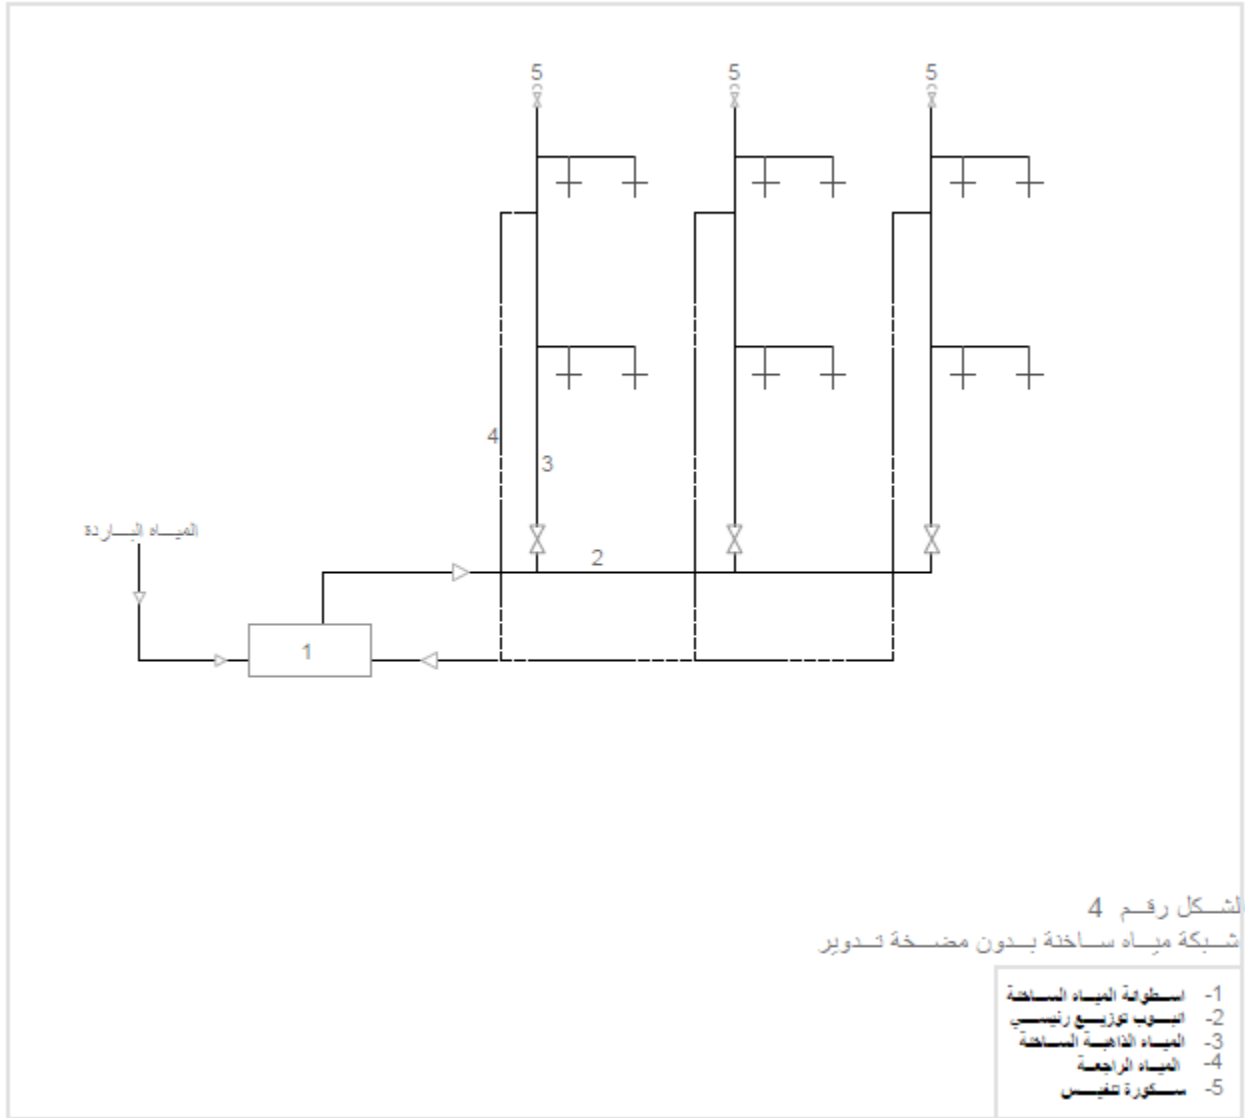 5 5 5
4
3
المياه الباردة
2
1
لشكل رقم 4
شبكة مياه ساخنة بدون مضخة تدوير
1- اسطوانة المياه الساخنة
2- انبوب توزيع رئيسي
3- المياه الذاهبة الساخنة
4- المياه الراجعة
5- سكورة تنفيس